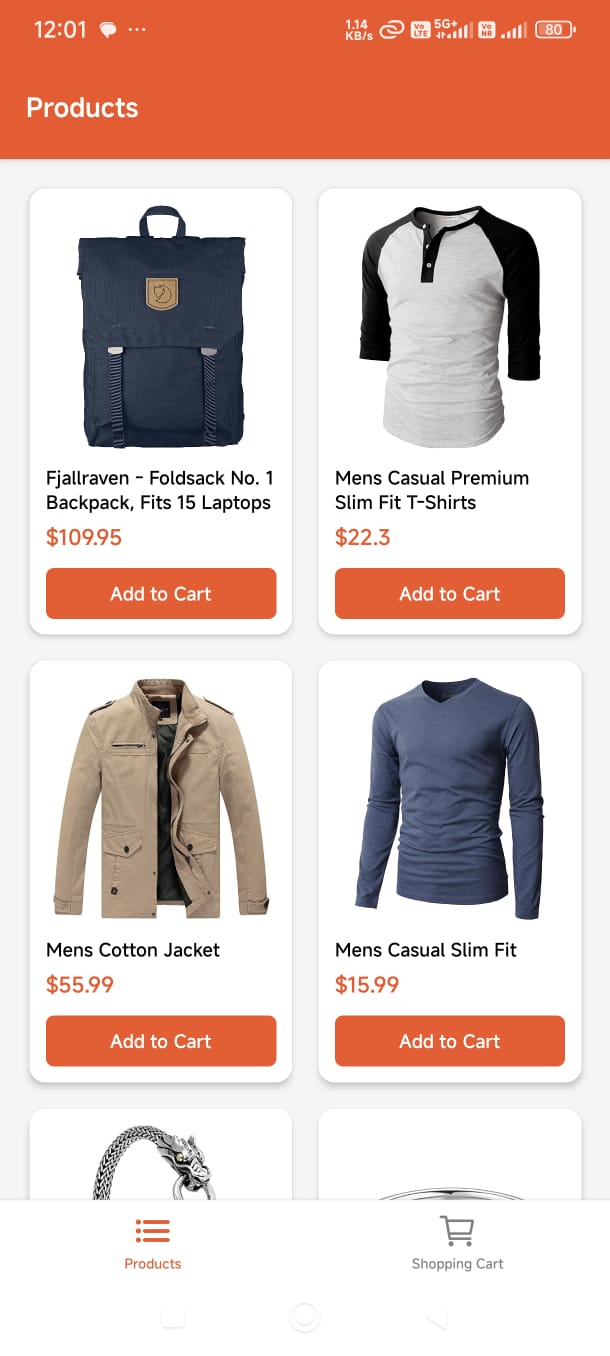 12:01 ... 1.14 KB/s Vo LTE 5G+ Vo NR 80
Products
Fjallraven - Foldsack No. 1
Backpack, Fits 15 Laptops
$109.95
Add to Cart
Mens Casual Premium
Slim Fit T-Shirts
$22.3
Add to Cart
Mens Cotton Jacket
$55.99
Add to Cart
Mens Casual Slim Fit
$15.99
Add to Cart
Products
Shopping Cart